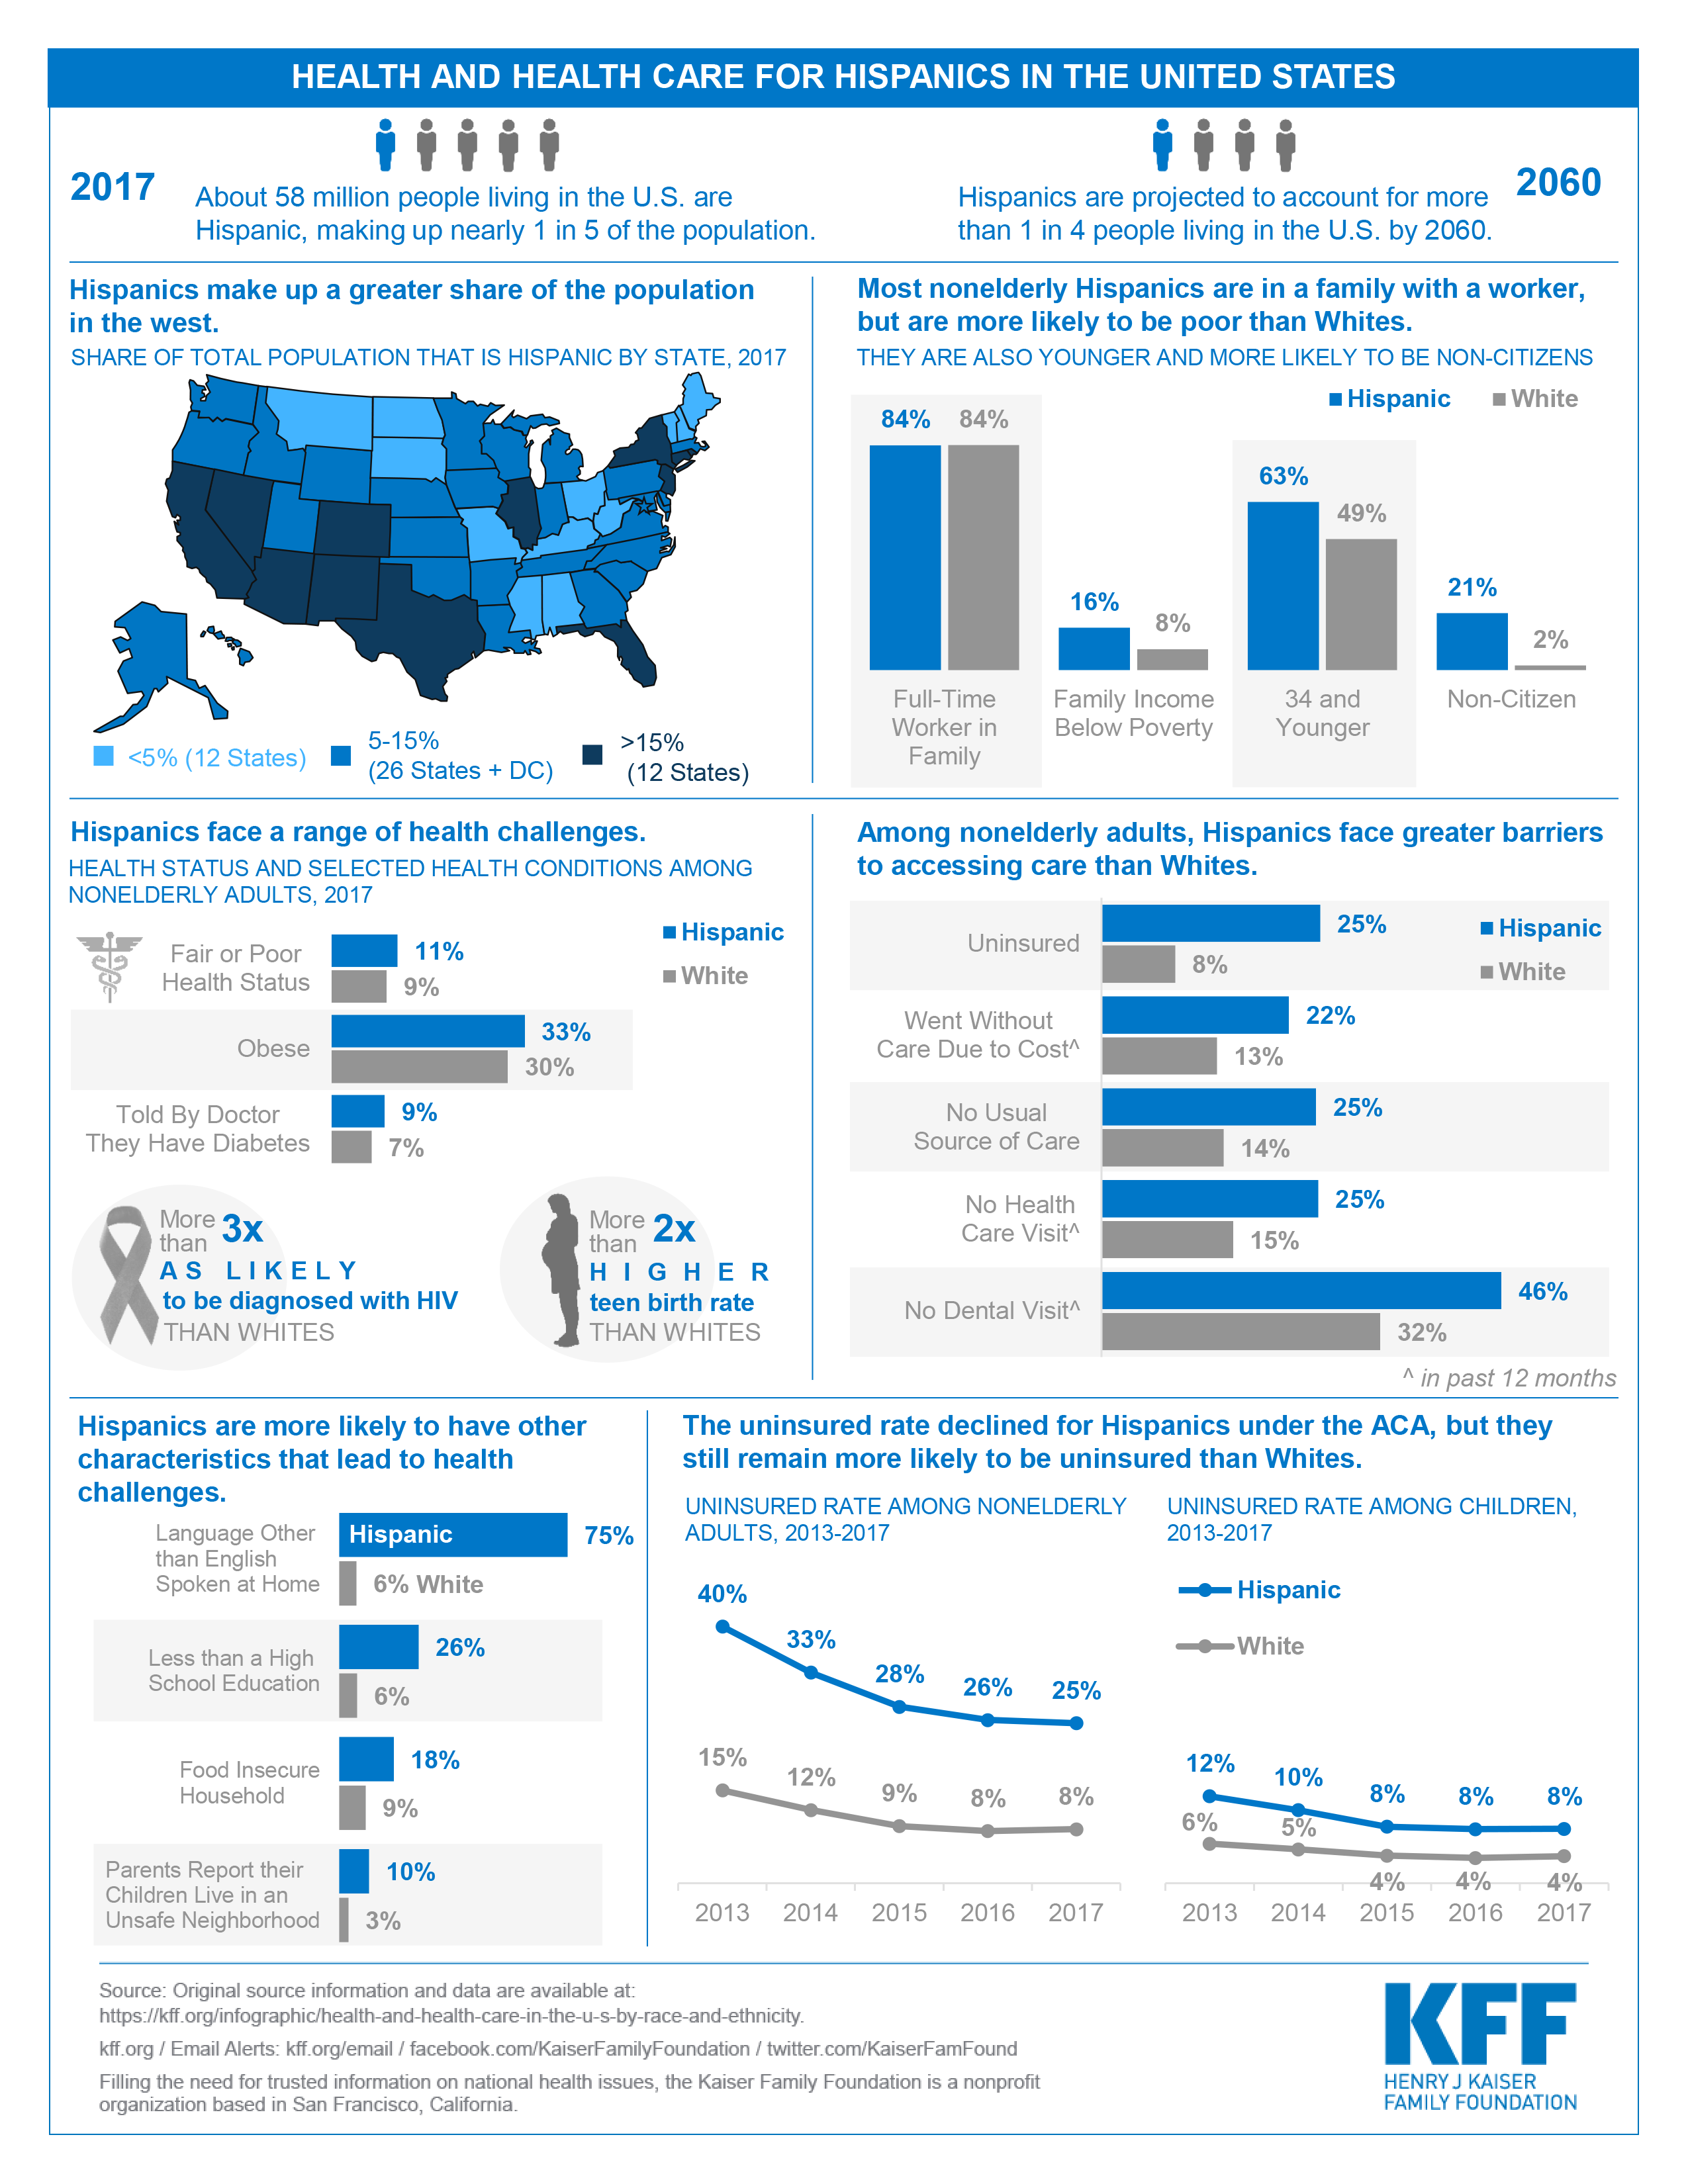 HEALTH AND HEALTH CARE FOR HISPANICS IN THE UNITED STATES
2017
About 58 million people living in the U.S. are
Hispanic, making up nearly 1 in 5 of the population.
Hispanics are projected to account for more
than 1 in 4 people living in the U.S. by 2060.
2060
Hispanics make up a greater share of the population
in the west.
SHARE OF TOTAL POPULATION THAT IS HISPANIC BY STATE, 2017
<5% (12 States)
5-15%
(26 States + DC)
>15%
(12 States)
Most nonelderly Hispanics are in a family with a worker,
but are more likely to be poor than Whites.
THEY ARE ALSO YOUNGER AND MORE LIKELY TO BE NON-CITIZENS
Hispanic
White
84%
84%
16%
8%
63%
49%
21%
2%
Full-Time
Worker in
Family
Family Income
Below Poverty
34 and
Younger
Non-Citizen
Hispanics face a range of health challenges.
HEALTH STATUS AND SELECTED HEALTH CONDITIONS AMONG
NONELDERLY ADULTS, 2017
Hispanic
White
Fair or Poor
Health Status
11%
9%
Obese
33%
30%
Told By Doctor
They Have Diabetes
9%
7%
More
than
3x
AS LIKELY
to be diagnosed with HIV
THAN WHITES
More
than
2x
HIGHER
teen birth rate
THAN WHITES
Among nonelderly adults, Hispanics face greater barriers
to accessing care than Whites.
Hispanic
White
Uninsured
25%
8%
Went Without
Care Due to Cost^
22%
13%
No Usual
Source of Care
25%
14%
No Health
Care Visit^
25%
15%
No Dental Visit^
46%
32%
^ in past 12 months
Hispanics are more likely to have other
characteristics that lead to health
challenges.
Language Other
than English
Spoken at Home
Hispanic
75%
6% White
Less than a High
School Education
26%
6%
Food Insecure
Household
18%
9%
Parents Report their
Children Live in an
Unsafe Neighborhood
10%
3%
The uninsured rate declined for Hispanics under the ACA, but they
still remain more likely to be uninsured than Whites.
UNINSURED RATE AMONG NONELDERLY
ADULTS, 2013-2017
40%
33%
28%
26%
25%
15%
12%
9%
8%
8%
2013 2014 2015 2016 2017
UNINSURED RATE AMONG CHILDREN,
2013-2017
Hispanic
White
12%
10%
8%
8%
8%
6%
5%
4%
4%
4%
2013 2014 2015 2016 2017
Source: Original source information and data are available at:
https://kff.org/infographic/health-and-health-care-in-the-u-s-by-race-and-ethnicity.
kff.org / Email Alerts: kff.org/email / facebook.com/KaiserFamilyFoundation / twitter.com/KaiserFamFound
Filling the need for trusted information on national health issues, the Kaiser Family Foundation is a nonprofit
organization based in San Francisco, California.
KFF
HENRY J KAISER
FAMILY FOUNDATION